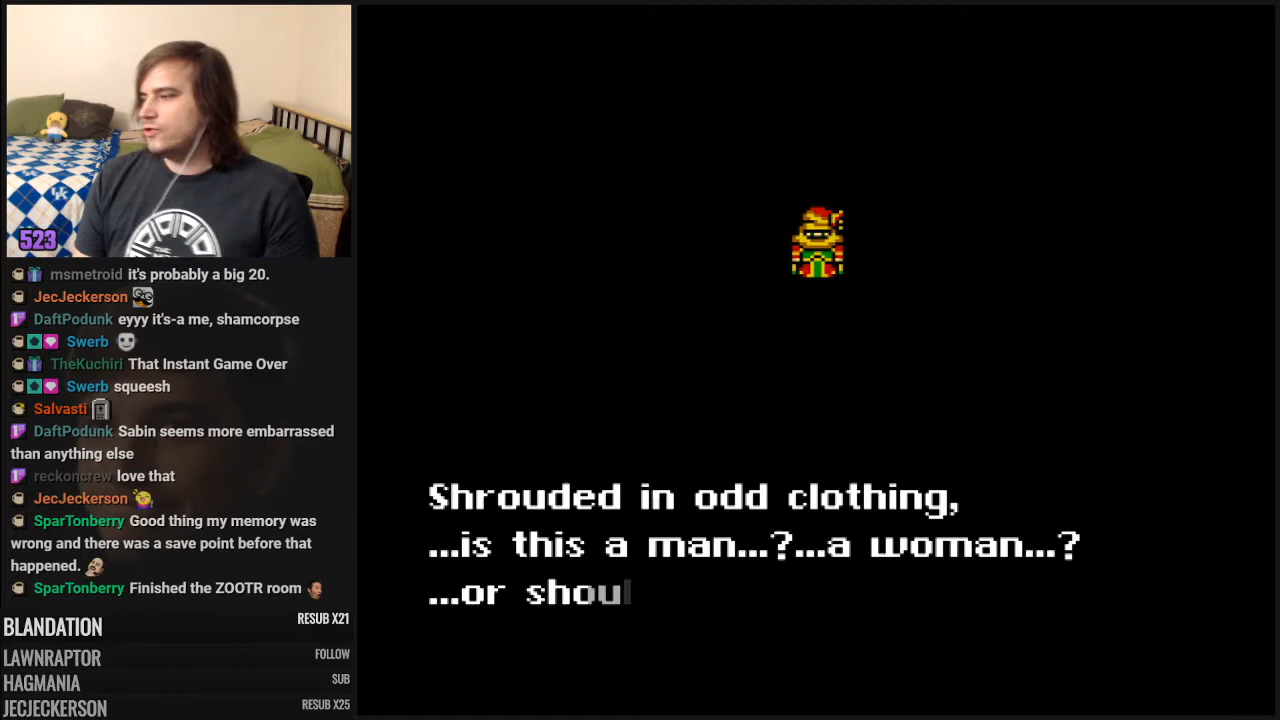 523
msmetroid it's probably a big 20.
JecJeckerson
DaftPodunk eyyy it's-a me, shamcorpse
Swerb
TheKuchiri That Instant Game Over
Swerb squeesh
Salvasti
DaftPodunk Sabin seems more embarrassed
than anything else
reckoncrew love that
JecJeckerson
SparTonberry Good thing my memory was
wrong and there was a save point before that
happened.
SparTonberry Finished the ZOOTR room
BLANDATION RESUB X21
LAWNRAPTOR FOLLOW
HAGMANIA SUB
JECJECKERSON RESUB X25
Shrouded in odd clothing,
...is this a man...?...a woman...?
...or shou